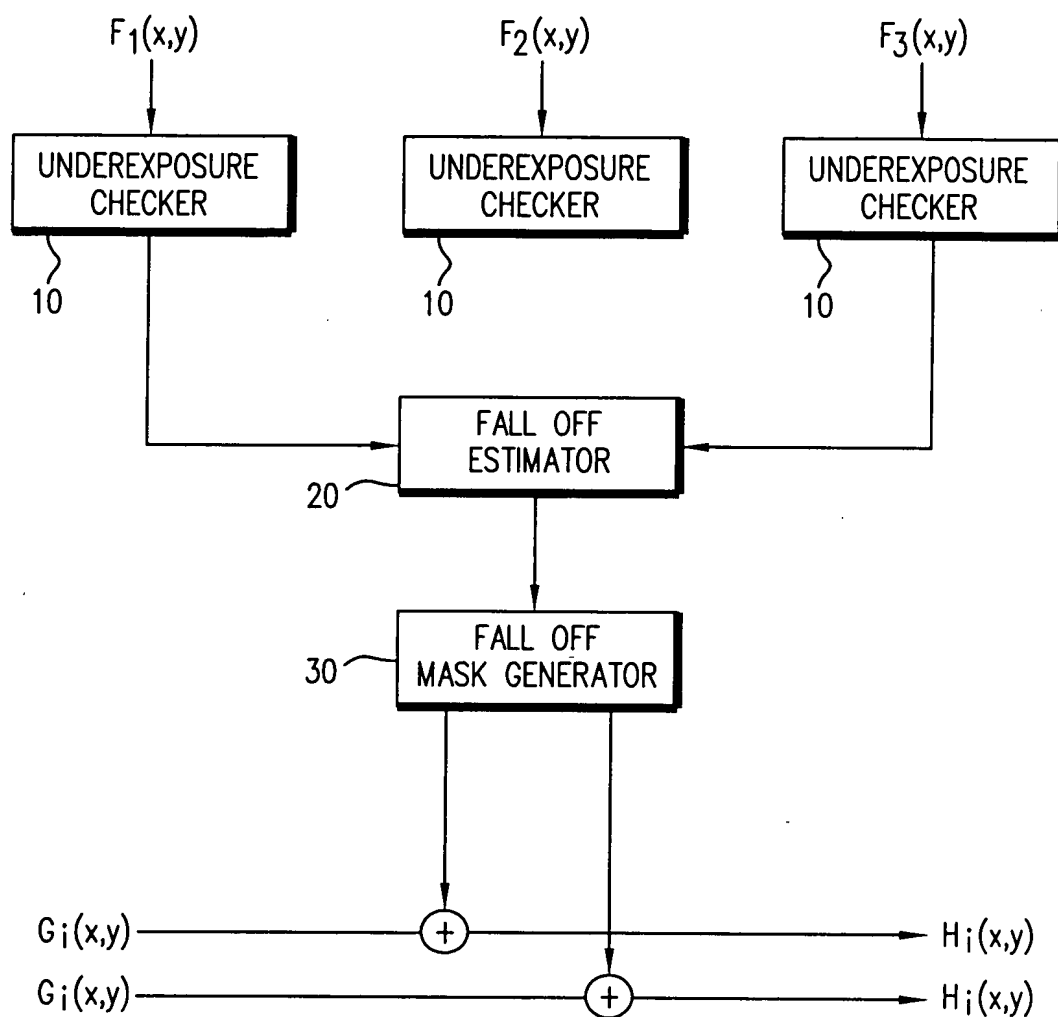 F1(x,y) F2(x,y) F3(x,y)
UNDEREXPOSURE CHECKER
UNDEREXPOSURE CHECKER
UNDEREXPOSURE CHECKER
10 10 10
FALL OFF
ESTIMATOR
20
FALL OFF
MASK GENERATOR
30
Gi(x,y) + Hi(x,y)
Gi(x,y) + Hi(x,y)